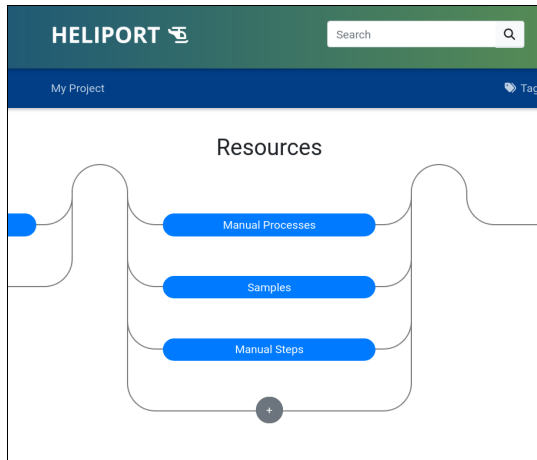 HELIPORT
Search
My Project
Tag
Resources
Manual Processes
Samples
Manual Steps
+